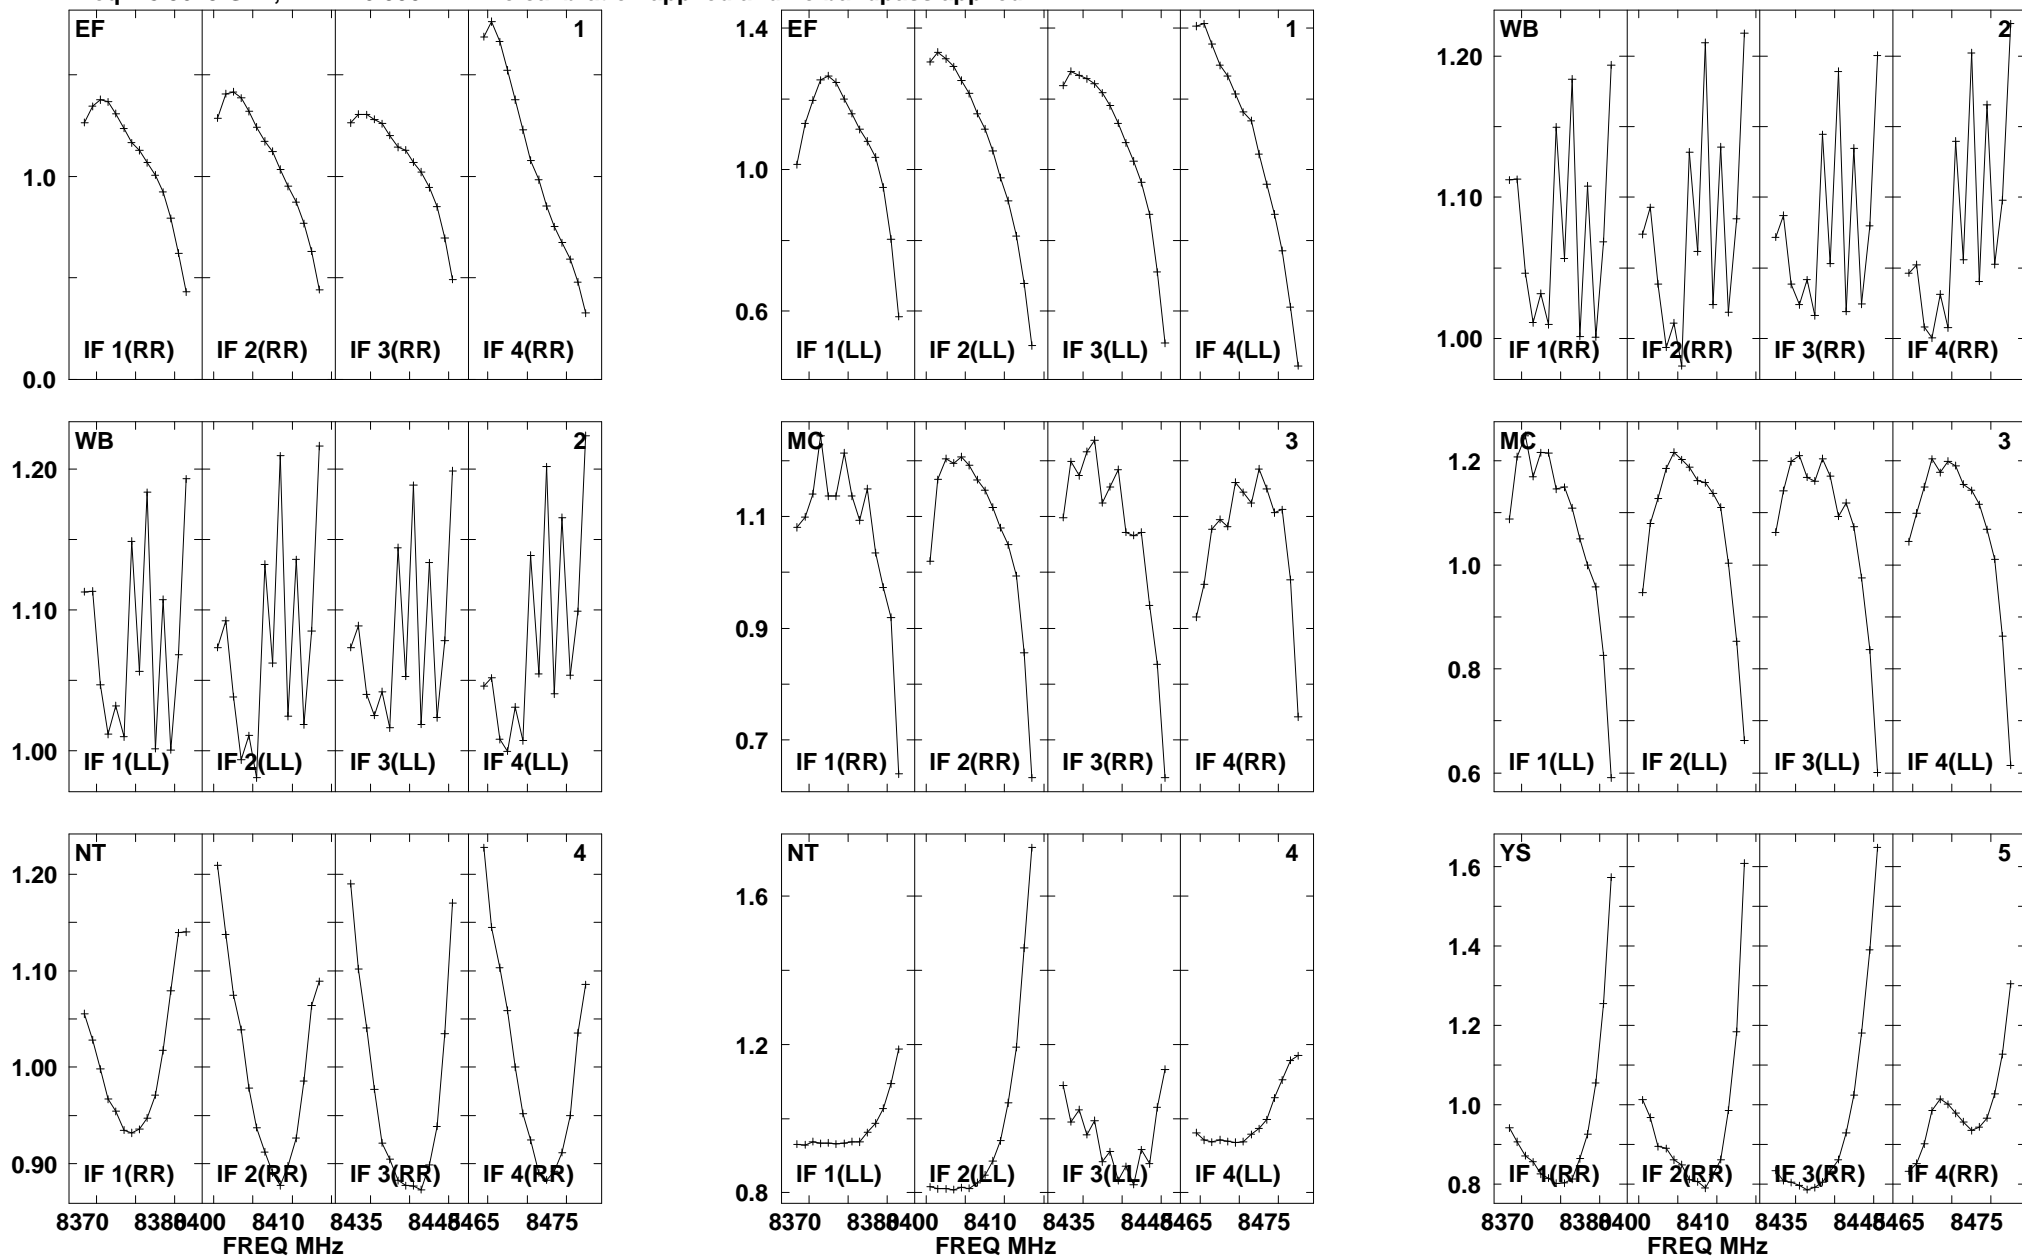 EF 1
1.0
0.0
IF 1(RR) IF 2(RR) IF 3(RR) IF 4(RR)
EF 1
1.4
1.0
0.6
IF 1(LL) IF 2(LL) IF 3(LL) IF 4(LL)
WB 2
1.20
1.10
1.00
IF 1(RR) IF 2(RR) IF 3(RR) IF 4(RR)
WB 2
1.20
1.10
1.00
IF 1(LL) IF 2(LL) IF 3(LL) IF 4(LL)
MC 3
1.1
0.9
0.7
IF 1(RR) IF 2(RR) IF 3(RR) IF 4(RR)
MC 3
1.2
1.0
0.8
0.6
IF 1(LL) IF 2(LL) IF 3(LL) IF 4(LL)
NT 4
1.20
1.10
1.00
0.90
IF 1(RR) IF 2(RR) IF 3(RR) IF 4(RR)
8370 8380 8400 8410 8435 8445 8465 8475
FREQ MHz
NT 4
1.6
1.2
0.8
IF 1(LL) IF 2(LL) IF 3(LL) IF 4(LL)
8370 8380 8400 8410 8435 8445 8465 8475
FREQ MHz
YS 5
1.6
1.4
1.2
1.0
0.8
IF 1(RR) IF 2(RR) IF 3(RR) IF 4(RR)
8370 8380 8400 8410 8435 8445 8465 8475
FREQ MHz